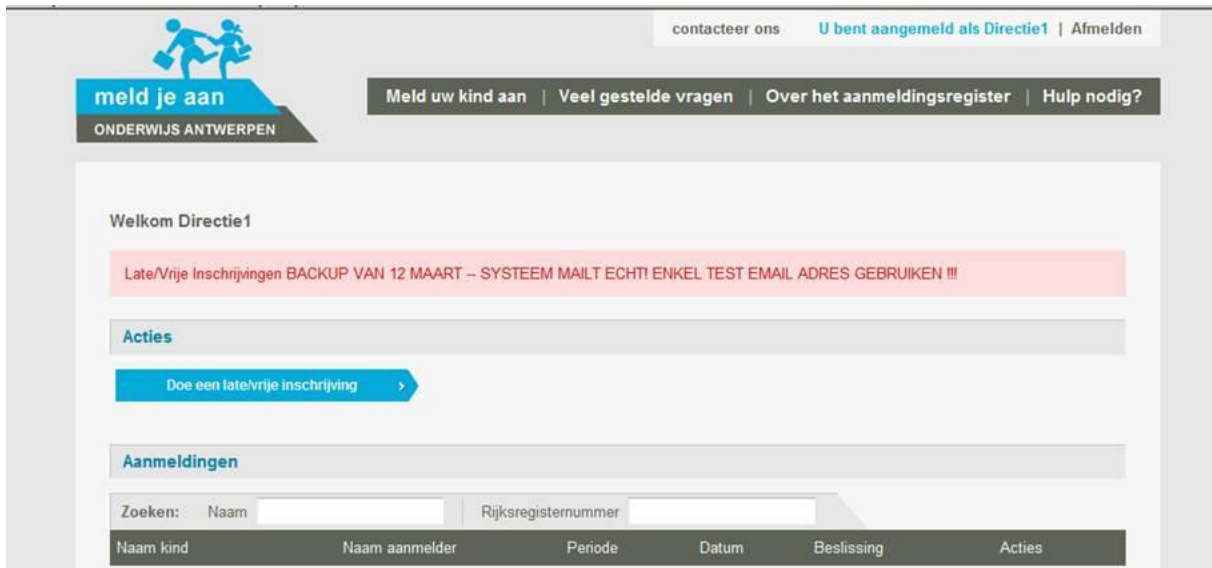 contacteer ons U bent aangemeld als Directie1 | Afmelden
meld je aan
ONDERWIJS ANTWERPEN
Meld uw kind aan | Veel gestelde vragen | Over het aanmeldingsregister | Hulp nodig?
Welkom Directie1
Late/Vrije Inschrijvingen BACKUP VAN 12 MAART -- SYSTEEM MAILT ECHT! ENKEL TEST EMAIL ADRES GEBRUIKEN !!!
Acties
Doe een late/vrije inschrijving ›
Aanmeldingen
Zoeken: Naam Rijksregisternummer
Naam kind Naam aanmelder Periode Datum Beslissing Acties